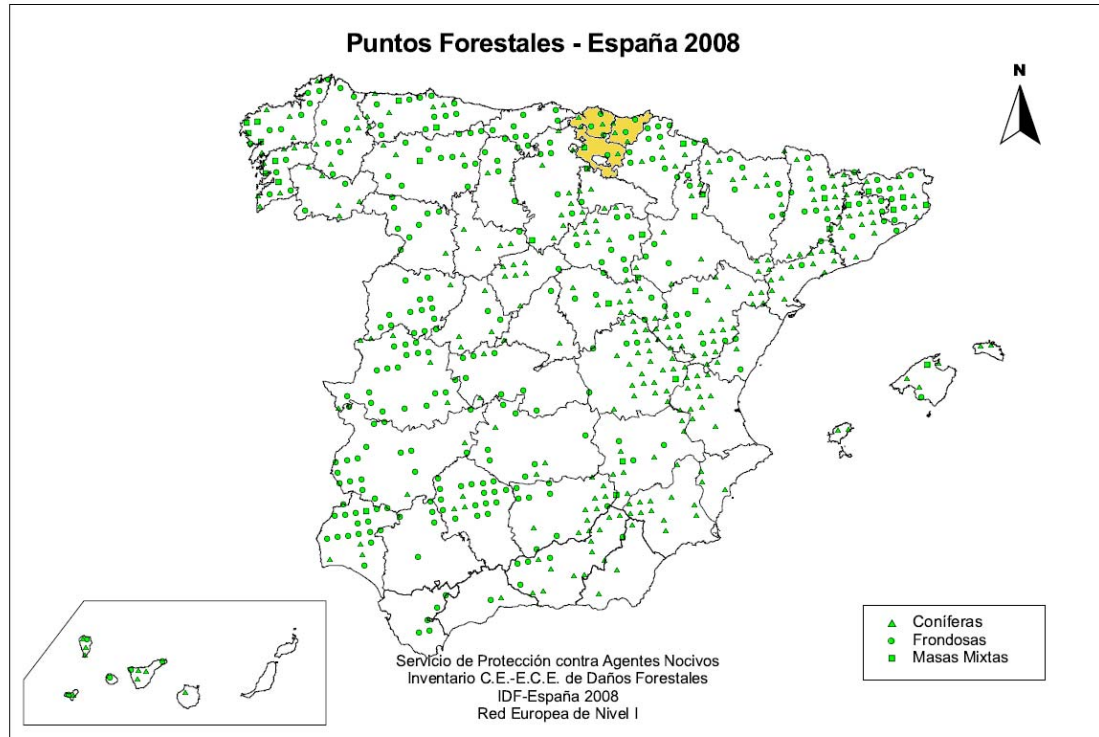 Puntos Forestales - España 2008
N
Coníferas
Frondosas
Masas Mixtas
Servicio de Protección contra Agentes Nocivos
Inventario C.E.-E.C.E. de Daños Forestales
IDF-España 2008
Red Europea de Nivel I